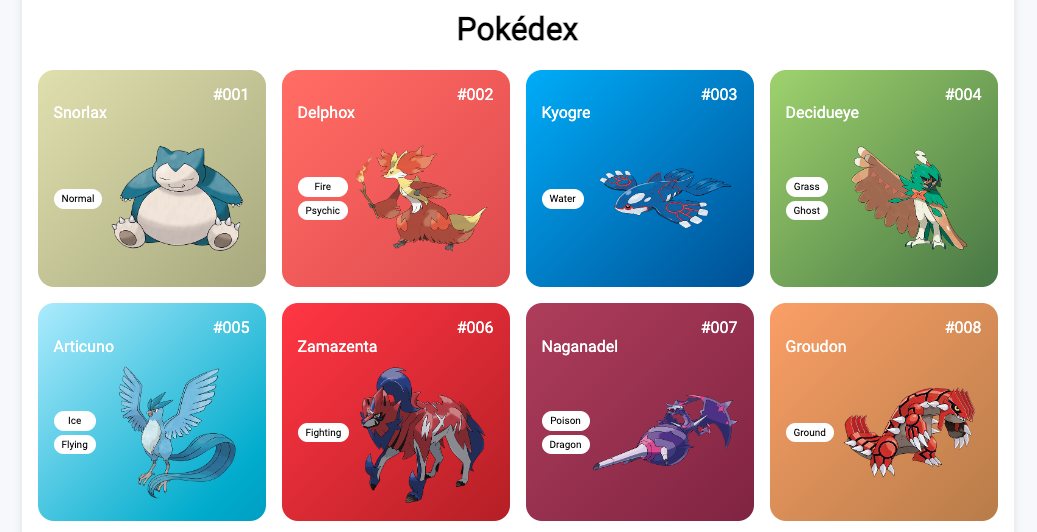 Pokédex
#001
Snorlax
Normal
#002
Delphox
Fire
Psychic
#003
Kyogre
Water
#004
Decidueye
Grass
Ghost
#005
Articuno
Ice
Flying
#006
Zamazenta
Fighting
#007
Naganadel
Poison
Dragon
#008
Groudon
Ground